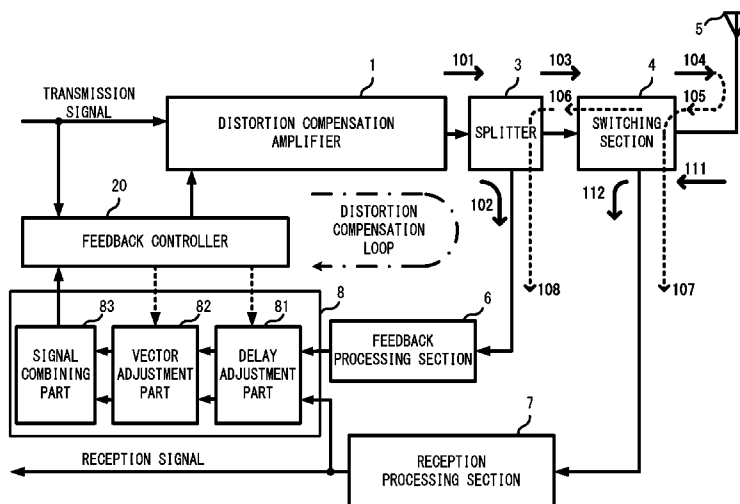 5
101
3
103
4
104
105
106
1
TRANSMISSION
SIGNAL
DISTORTION COMPENSATION
AMPLIFIER
SPLITTER
SWITCHING
SECTION
111
112
102
20
DISTORTION
COMPENSATION
LOOP
FEEDBACK CONTROLLER
108
107
83
82
81
8
6
SIGNAL
COMBINING
PART
VECTOR
ADJUSTMENT
PART
DELAY
ADJUSTMENT
PART
FEEDBACK
PROCESSING SECTION
7
RECEPTION SIGNAL
RECEPTION
PROCESSING SECTION